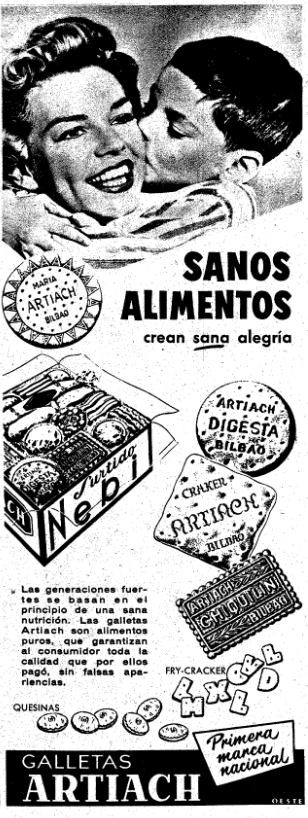 SANOS
ALIMENTOS
crean sana alegría
MARIA
ARTIACH
BILBAO
ARTIACH
DIGESTA
BILBAO
Surtido
Nebi
CH
CRAKER
ARTIACH
BILBAO
ARTIACH
CHIQUILIN
BILBAO
Las generaciones fuer-
tes se basan en el
principio de una sana
nutrición. Las galletas
Artiach son alimentos
puros, que garantizan
al consumidor toda la
calidad que por ellos
pagó, sin falsas apa-
riencias.
FRY-CRACKER
QUESINAS
Primera
marca
nacional
GALLETAS
ARTIACH
OESTE